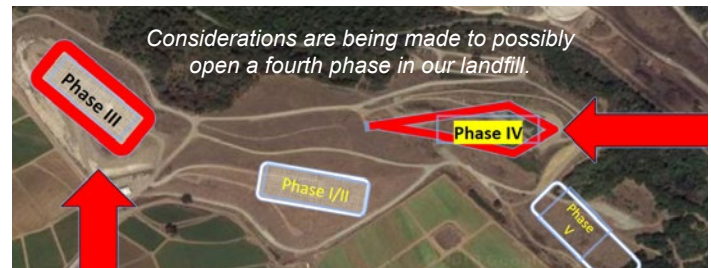 Considerations are being made to possibly
open a fourth phase in our landfill.
Phase III
Phase IV
Phase I/II
Phase
V